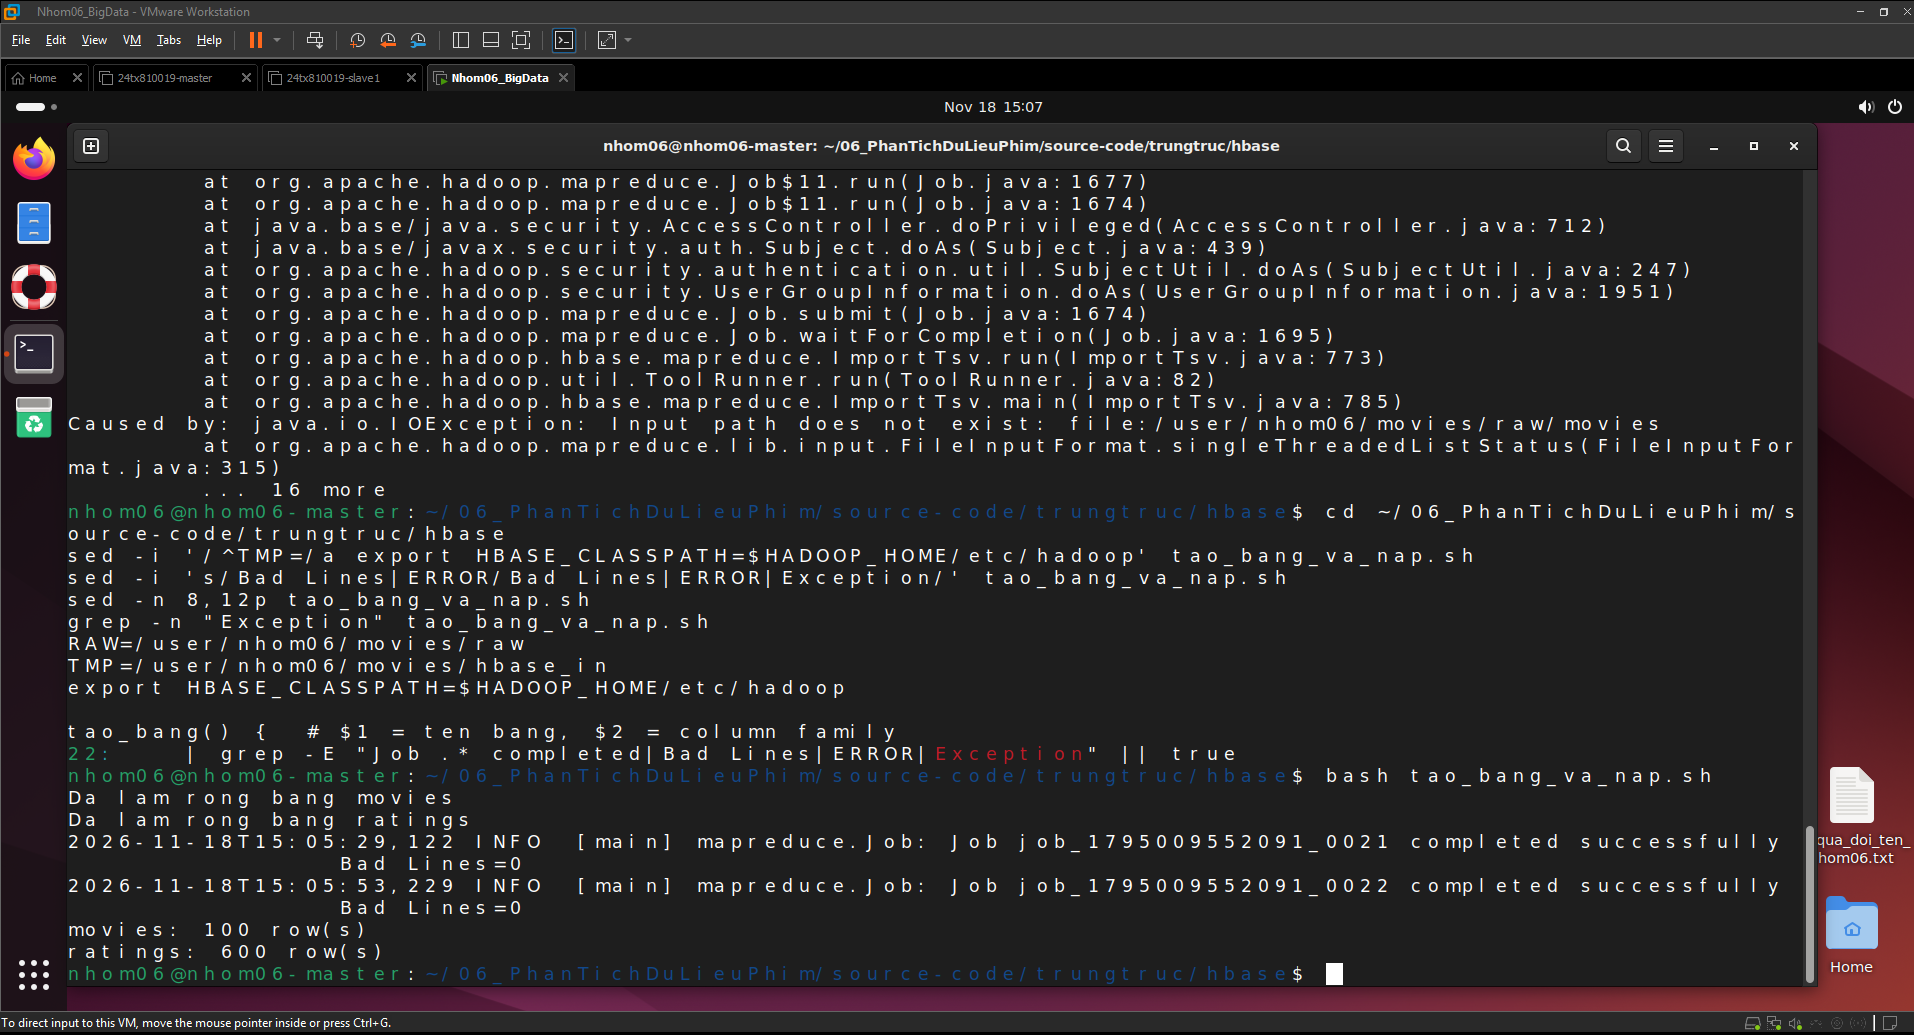 Nhom06_BigData - VMware Workstation
File Edit View VM Tabs Help
Home 24tx810019-master 24tx810019-slave1 Nhom06_BigData
Nov 18 15:07
nhom06@nhom06-master: ~/06_PhanTichDuLieuPhim/source-code/trungtruc/hbase
at org.apache.hadoop.mapreduce.Job$11.run(Job.java:1677)
at org.apache.hadoop.mapreduce.Job$11.run(Job.java:1674)
at java.base/java.security.AccessController.doPrivileged(AccessController.java:712)
at java.base/javax.security.auth.Subject.doAs(Subject.java:439)
at org.apache.hadoop.security.authentication.util.SubjectUtil.doAs(SubjectUtil.java:247)
at org.apache.hadoop.security.UserGroupInformation.doAs(UserGroupInformation.java:1951)
at org.apache.hadoop.mapreduce.Job.submit(Job.java:1674)
at org.apache.hadoop.mapreduce.Job.waitForCompletion(Job.java:1695)
at org.apache.hadoop.hbase.mapreduce.ImportTsv.run(ImportTsv.java:773)
at org.apache.hadoop.util.ToolRunner.run(ToolRunner.java:82)
at org.apache.hadoop.hbase.mapreduce.ImportTsv.main(ImportTsv.java:785)
Caused by: java.io.IOException: Input path does not exist: file:/user/nhom06/movies/raw/movies
at org.apache.hadoop.mapreduce.lib.input.FileInputFormat.singleThreadedListStatus(FileInputFor
mat.java:315)
... 16 more
nhom06@nhom06-master:~/06_PhanTichDuLieuPhim/source-code/trungtruc/hbase$ cd ~/06_PhanTichDuLieuPhim/s
ource-code/trungtruc/hbase
sed -i '/^TMP=/a export HBASE_CLASSPATH=$HADOOP_HOME/etc/hadoop' tao_bang_va_nap.sh
sed -i 's/Bad Lines|ERROR/Bad Lines|ERROR|Exception/' tao_bang_va_nap.sh
sed -n 8,12p tao_bang_va_nap.sh
grep -n "Exception" tao_bang_va_nap.sh
RAW=/user/nhom06/movies/raw
TMP=/user/nhom06/movies/hbase_in
export HBASE_CLASSPATH=$HADOOP_HOME/etc/hadoop
tao_bang() { # $1 = ten bang, $2 = column family
22: | grep -E "Job .* completed|Bad Lines|ERROR|Exception" || true
nhom06@nhom06-master:~/06_PhanTichDuLieuPhim/source-code/trungtruc/hbase$ bash tao_bang_va_nap.sh
Da lam rong bang movies
Da lam rong bang ratings
2026-11-18T15:05:29,122 INFO [main] mapreduce.Job: Job job_1795009552091_0021 completed successfully
Bad Lines=0
2026-11-18T15:05:53,229 INFO [main] mapreduce.Job: Job job_1795009552091_0022 completed successfully
Bad Lines=0
movies: 100 row(s)
ratings: 600 row(s)
nhom06@nhom06-master:~/06_PhanTichDuLieuPhim/source-code/trungtruc/hbase$
qua_doi_ten_
hom06.txt
Home
To direct input to this VM, move the mouse pointer inside or press Ctrl+G.